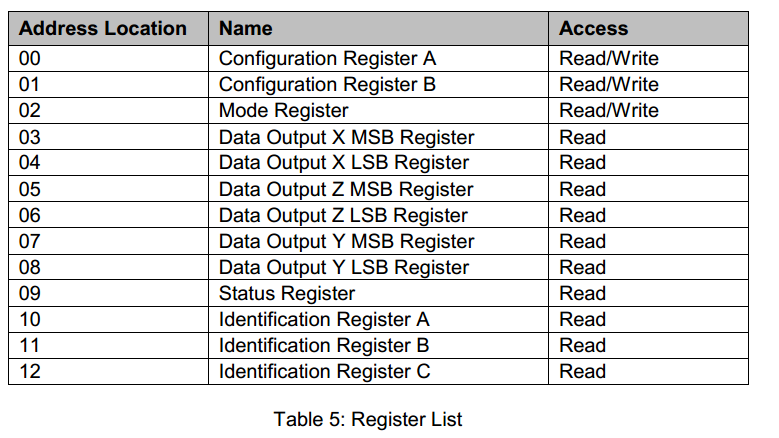 Address Location Name Access
00 Configuration Register A Read/Write
01 Configuration Register B Read/Write
02 Mode Register Read/Write
03 Data Output X MSB Register Read
04 Data Output X LSB Register Read
05 Data Output Z MSB Register Read
06 Data Output Z LSB Register Read
07 Data Output Y MSB Register Read
08 Data Output Y LSB Register Read
09 Status Register Read
10 Identification Register A Read
11 Identification Register B Read
12 Identification Register C Read
Table 5: Register List